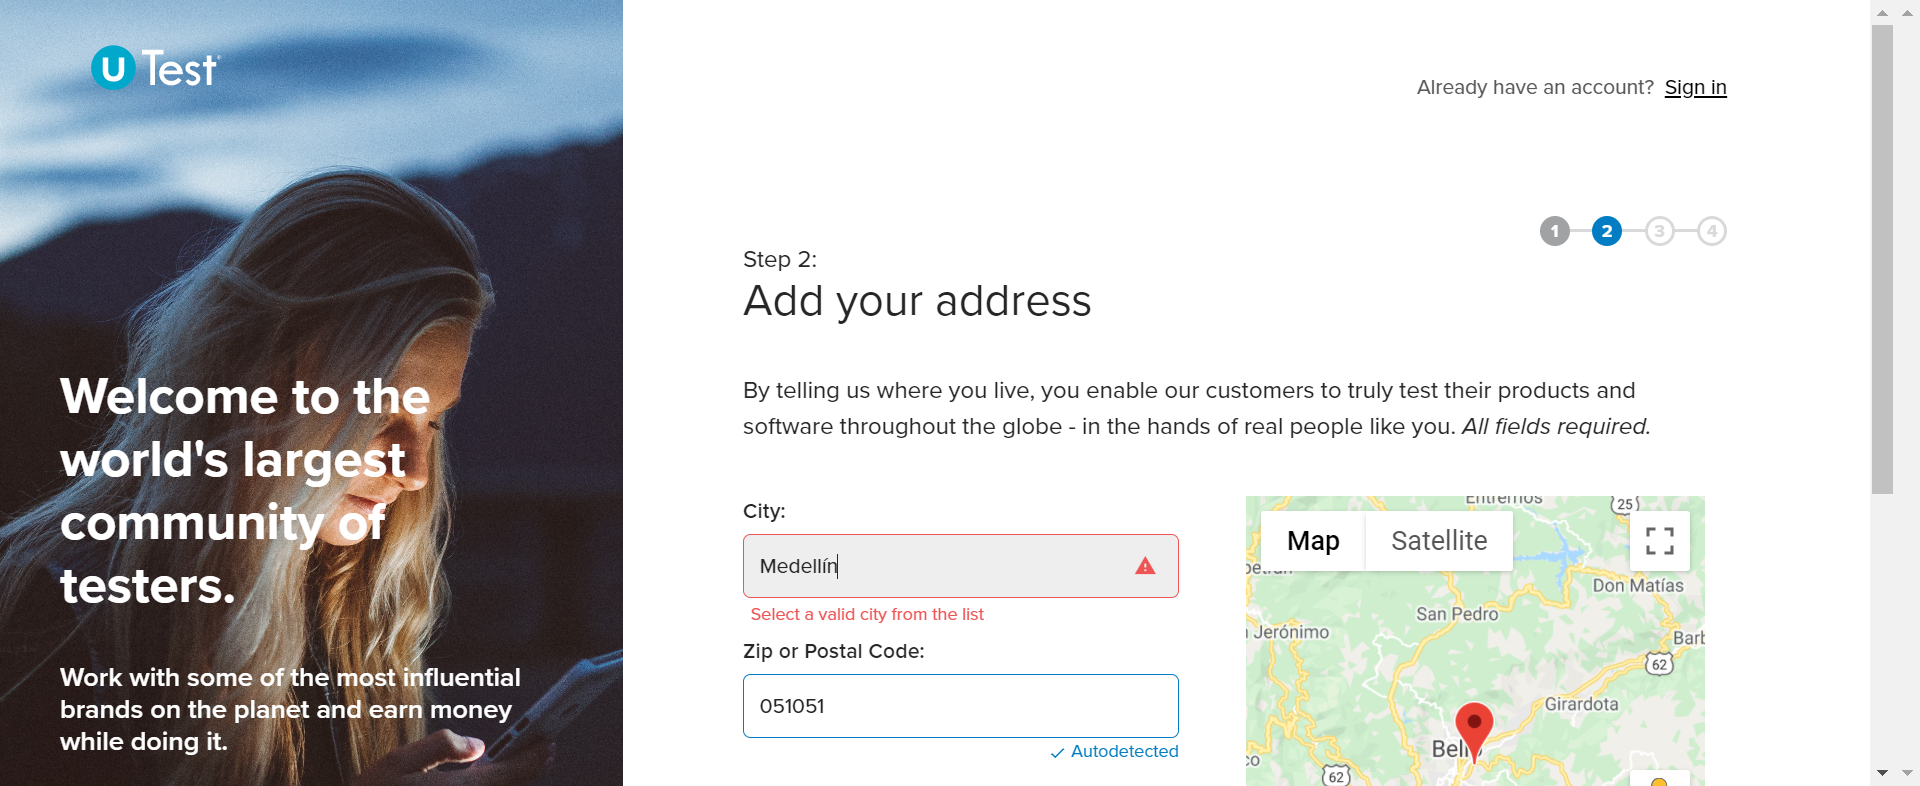 u Test
Already have an account? Sign in
1 2 3 4
Step 2:
Add your address
Welcome to the
world's largest
community of
testers.
Work with some of the most influential
brands on the planet and earn money
while doing it.
By telling us where you live, you enable our customers to truly test their products and
software throughout the globe - in the hands of real people like you. All fields required.
City:
Medellín
Select a valid city from the list
Zip or Postal Code:
051051
Autodetected
Map Satellite
Entrerríos
25
Don Matías
San Pedro
Jerónimo
62
Girardota
Bello
62